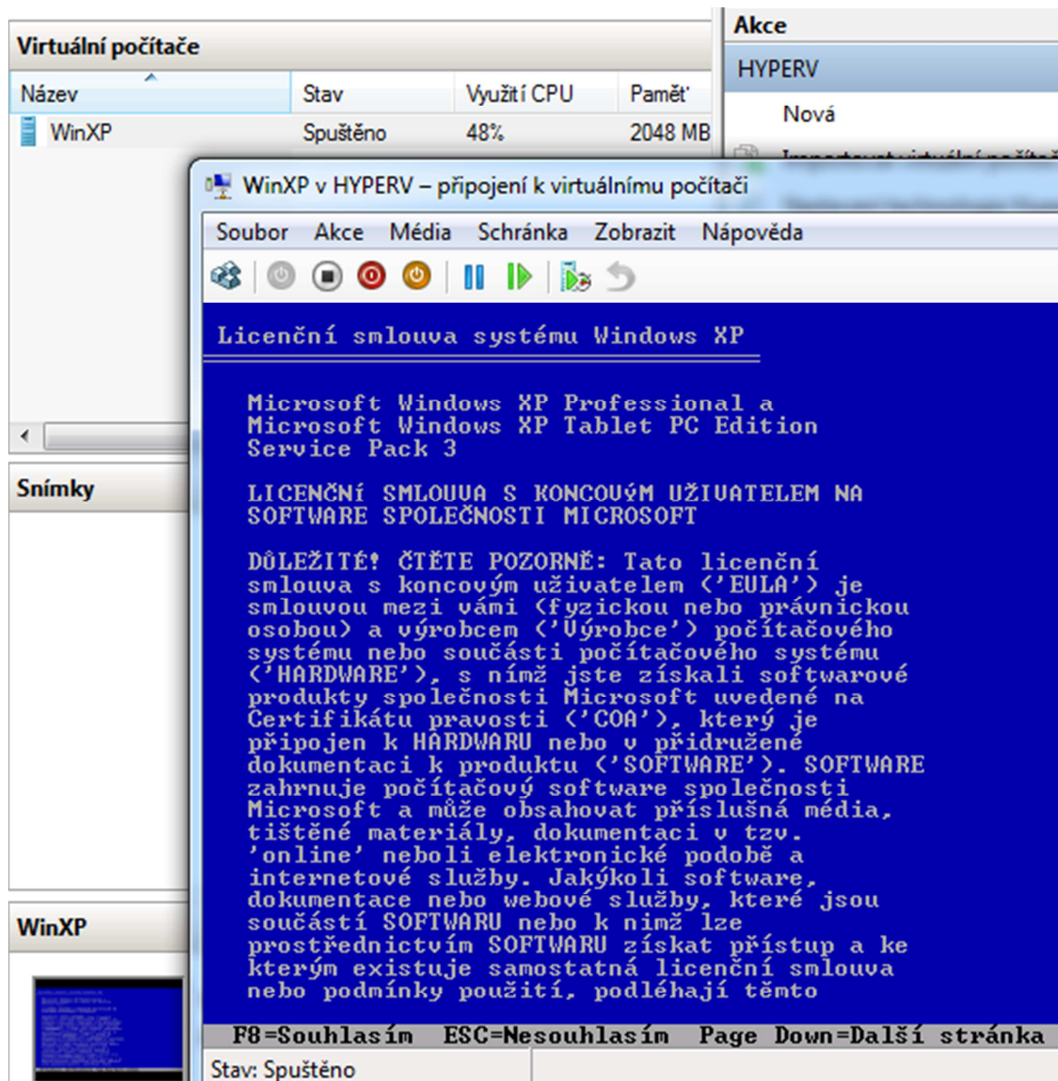 Virtuální počítače
Název Stav Využití CPU Paměť
WinXP Spuštěno 48% 2048 MB
Akce
HYPERV
Nová
Importovat virtuální počítač
WinXP v HYPERV – připojení k virtuálnímu počítači
Soubor Akce Média Schránka Zobrazit Nápověda
Licenční smlouva systému Windows XP
Microsoft Windows XP Professional a
Microsoft Windows XP Tablet PC Edition
Service Pack 3
LICENČNí SMLOUVA S KONCOVýM UŽIVATELEM NA
SOFTWARE SPOLEČNOSTI MICROSOFT
DůLEŽITÉ! ČTĚTE POZORNĚ: Tato licenční
smlouva s koncovým uživatelem ('EULA') je
smlouvou mezi vámi (fyzickou nebo právnickou
osobou) a výrobcem ('Výrobce') počítačového
systému nebo součásti počítačového systému
('HARDWARE'), s nímž jste získali softwarové
produkty společnosti Microsoft uvedené na
Certifikátu pravosti ('COA'), který je
připojen k HARDWARU nebo v přidružené
dokumentaci k produktu ('SOFTWARE'). SOFTWARE
zahrnuje počítačový software společnosti
Microsoft a může obsahovat příslušná média,
tištěné materiály, dokumentaci v tzv.
'online' neboli elektronické podobě a
internetové služby. Jakýkoli software,
dokumentace nebo webové služby, které jsou
součástí SOFTWARU nebo k nimž lze
prostřednictvím SOFTWARU získat přístup a ke
kterým existuje samostatná licenční smlouva
nebo podmínky použití, podléhají těmto
F8=Souhlasím ESC=Nesouhlasím Page Down=Další stránka
Stav: Spuštěno
Snímky
WinXP